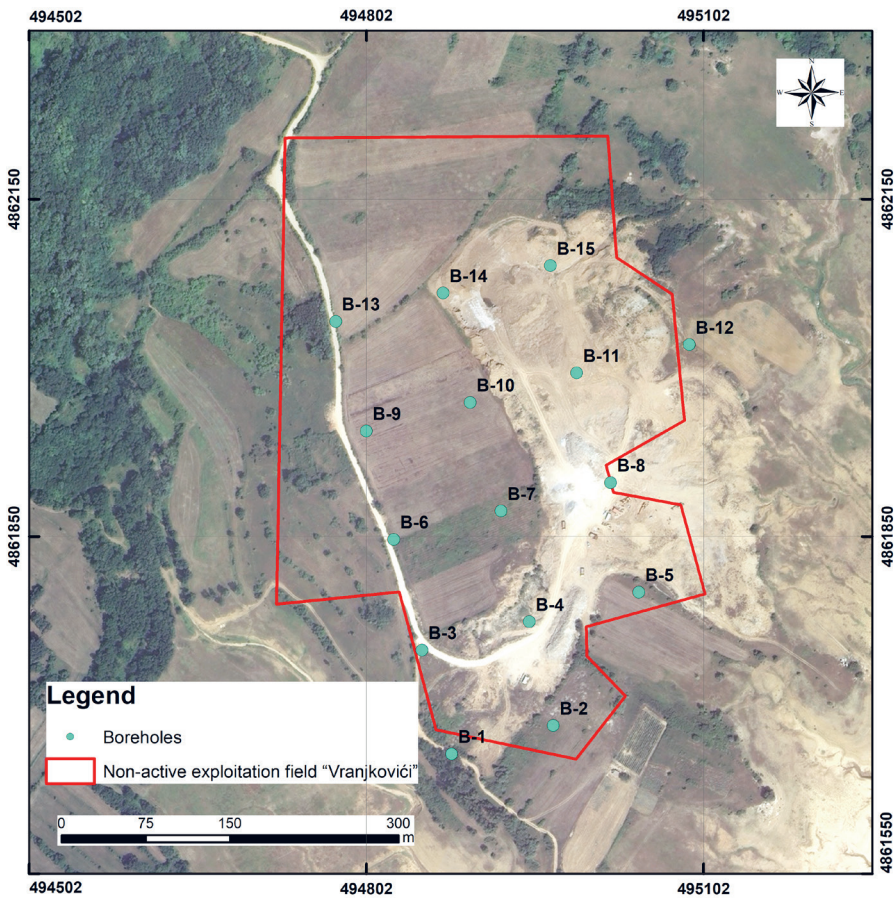 494502 494802 495102
N
W E
S
4862150 4862150
B-15
B-14
B-13
B-12
B-11
B-10
B-9
B-8
B-7
B-6
4861850 4861850
B-5
B-4
B-3
B-2
B-1
Legend
Boreholes
Non-active exploitation field “Vranjkovići”
0 75 150 300
m
4861550
494502 494802 495102